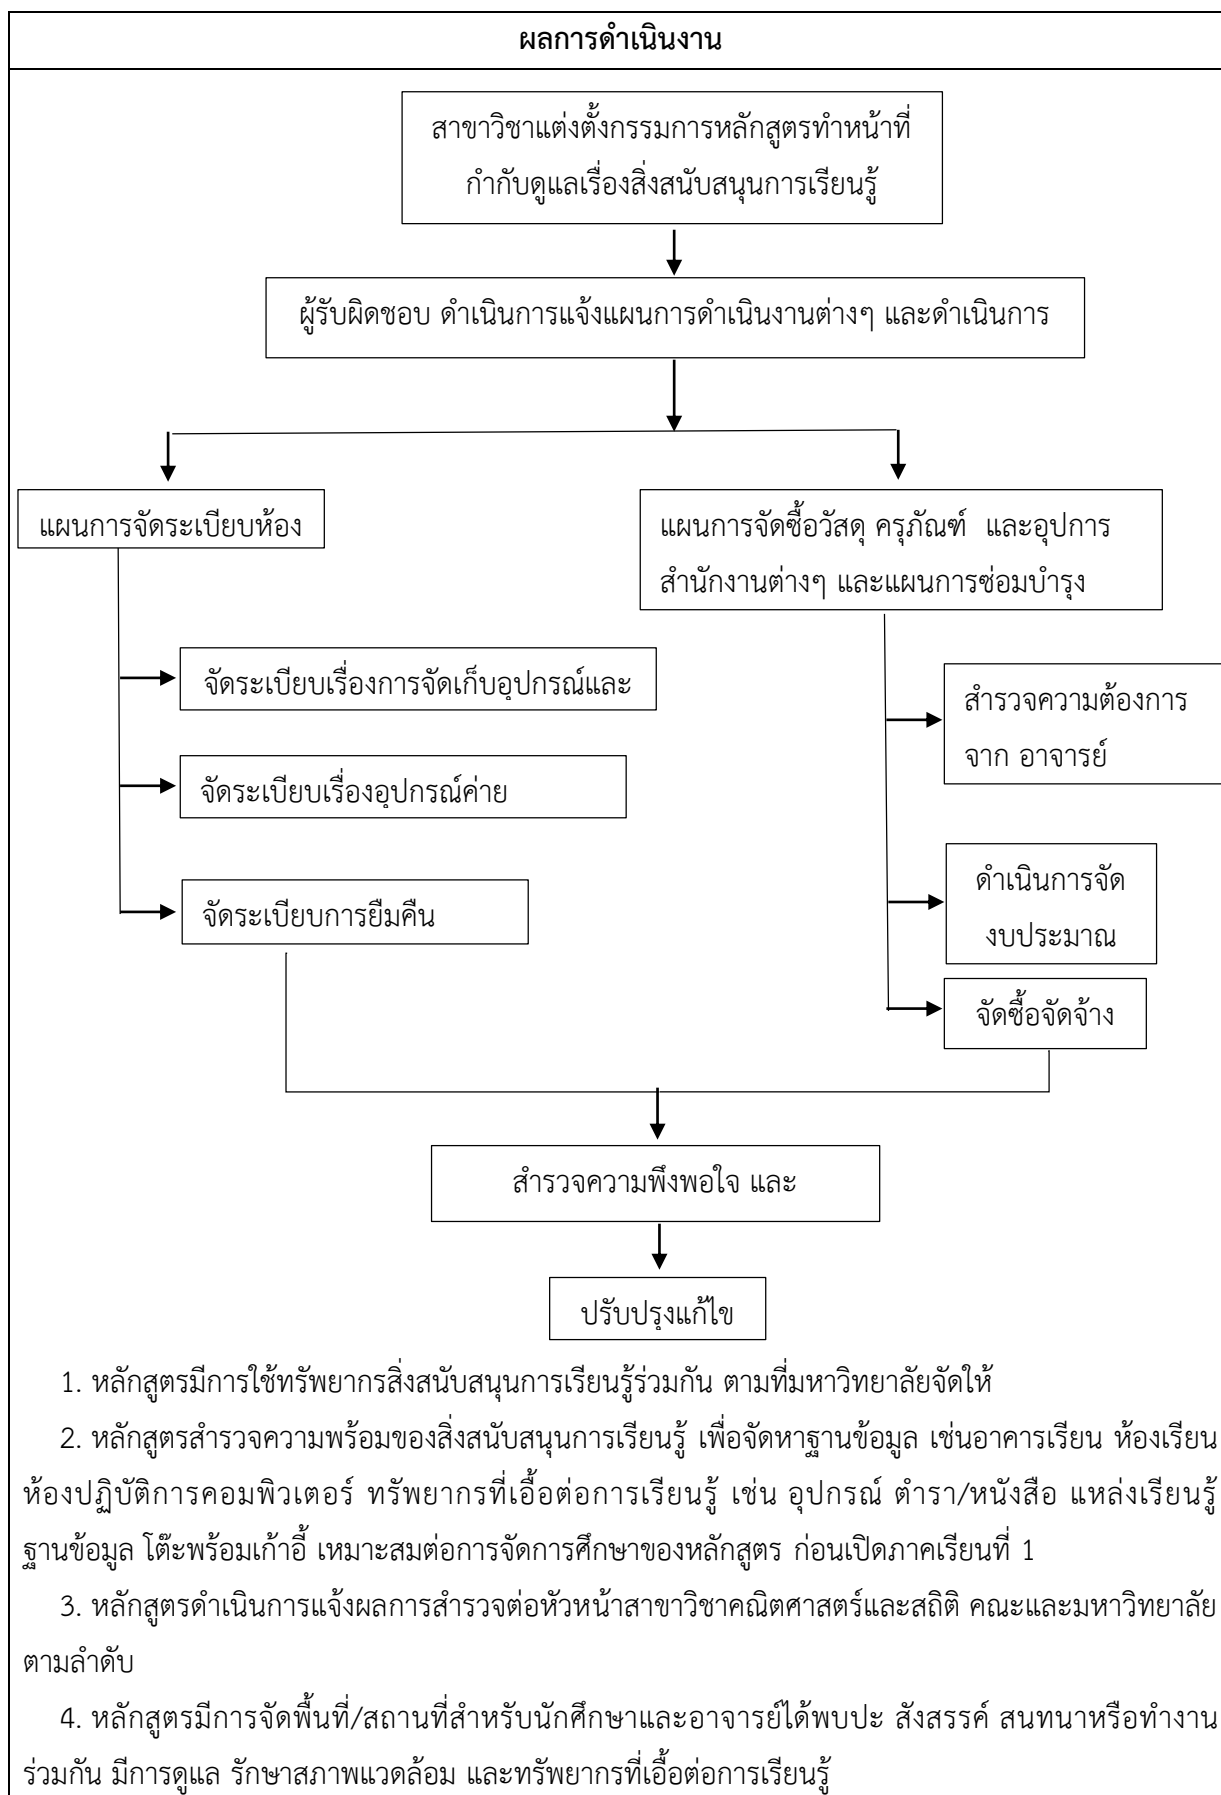 ผลการดำเนินงาน
สาขาวิชาแต่งตั้งกรรมการหลักสูตรทำหน้าที่
กำกับดูแลเรื่องสิ่งสนับสนุนการเรียนรู้
ผู้รับผิดชอบ ดำเนินการแจ้งแผนการดำเนินงานต่างๆ และดำเนินการ
แผนการจัดระเบียบห้อง
แผนการจัดซื้อวัสดุ ครุภัณฑ์ และอุปการ
สำนักงานต่างๆ และแผนการซ่อมบำรุง
จัดระเบียบเรื่องการจัดเก็บอุปกรณ์และ
สำรวจความต้องการ
จาก อาจารย์
จัดระเบียบเรื่องอุปกรณ์ค่าย
ดำเนินการจัด
งบประมาณ
จัดระเบียบการยืมคืน
จัดซื้อจัดจ้าง
สำรวจความพึงพอใจ และ
ปรับปรุงแก้ไข
1. หลักสูตรมีการใช้ทรัพยากรสิ่งสนับสนุนการเรียนรู้ร่วมกัน ตามที่มหาวิทยาลัยจัดให้
2. หลักสูตรสำรวจความพร้อมของสิ่งสนับสนุนการเรียนรู้ เพื่อจัดหาฐานข้อมูล เช่นอาคารเรียน ห้องเรียน
ห้องปฏิบัติการคอมพิวเตอร์ ทรัพยากรที่เอื้อต่อการเรียนรู้ เช่น อุปกรณ์ ตำรา/หนังสือ แหล่งเรียนรู้
ฐานข้อมูล โต๊ะพร้อมเก้าอี้ เหมาะสมต่อการจัดการศึกษาของหลักสูตร ก่อนเปิดภาคเรียนที่ 1
3. หลักสูตรดำเนินการแจ้งผลการสำรวจต่อหัวหน้าสาขาวิชาคณิตศาสตร์และสถิติ คณะและมหาวิทยาลัย
ตามลำดับ
4. หลักสูตรมีการจัดพื้นที่/สถานที่สำหรับนักศึกษาและอาจารย์ได้พบปะ สังสรรค์ สนทนาหรือทำงาน
ร่วมกัน มีการดูแล รักษาสภาพแวดล้อม และทรัพยากรที่เอื้อต่อการเรียนรู้